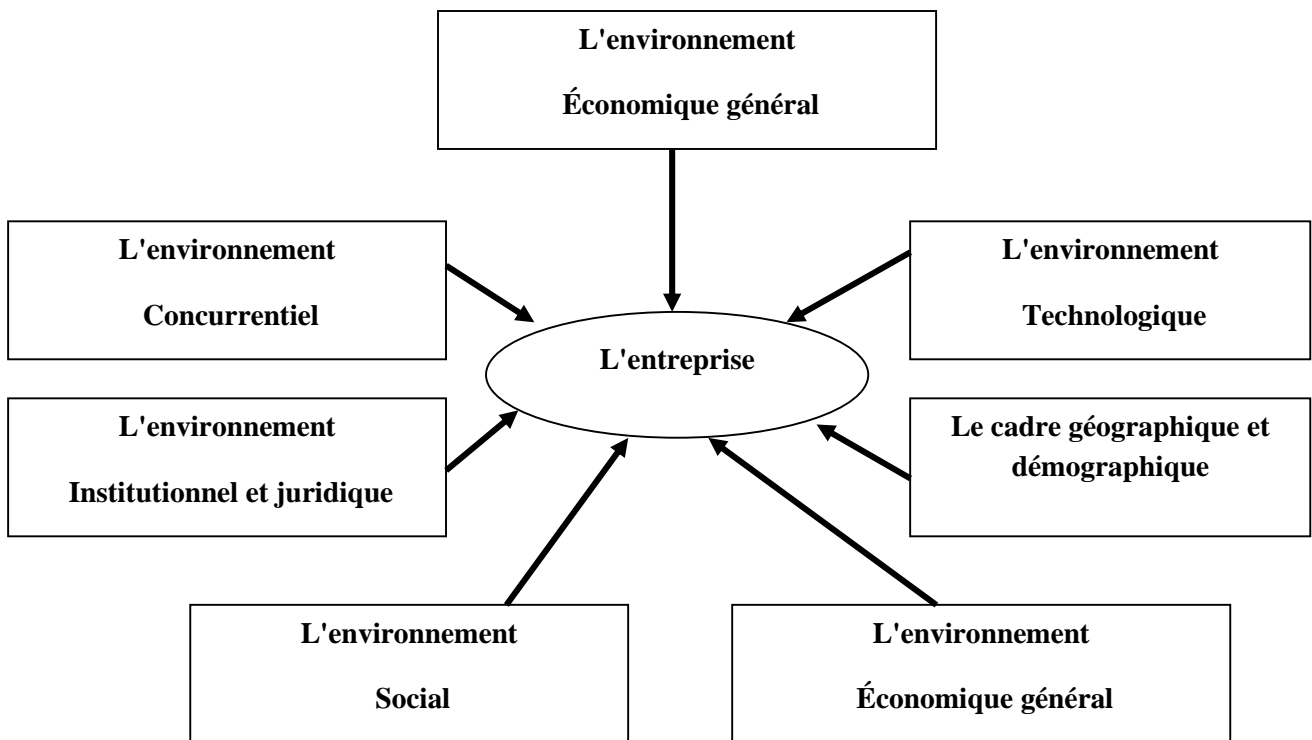 L'environnement
Économique général
L'environnement
Concurrentiel
L'environnement
Technologique
L'entreprise
L'environnement
Institutionnel et juridique
Le cadre géographique et
démographique
L'environnement
Social
L'environnement
Économique général